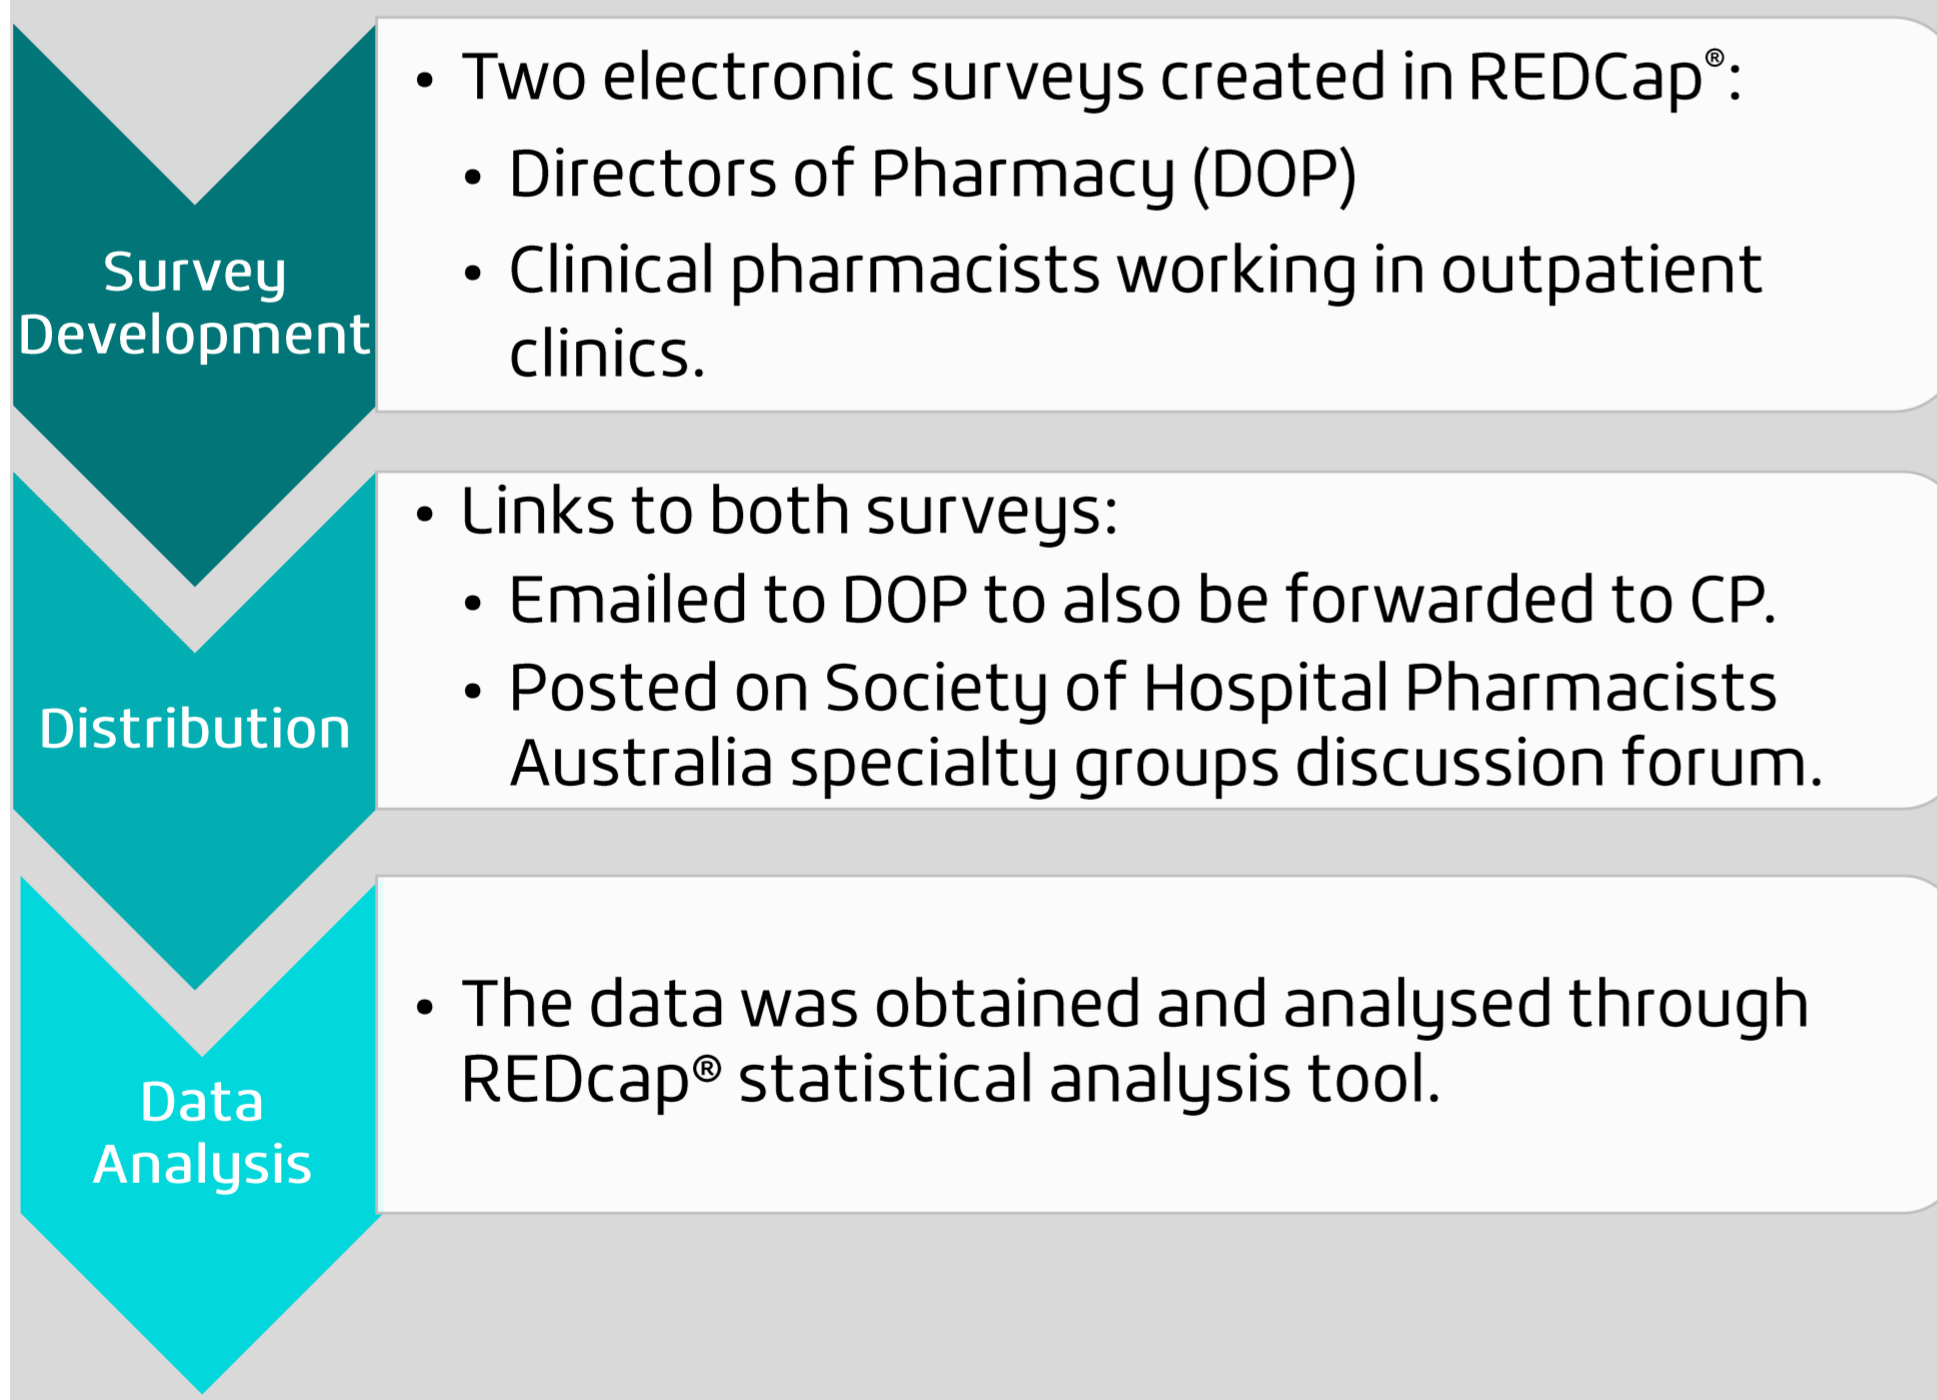 Survey
Development
• Two electronic surveys created in REDCap®:
• Directors of Pharmacy (DOP)
• Clinical pharmacists working in outpatient
clinics.
Distribution
• Links to both surveys:
• Emailed to DOP to also be forwarded to CP.
• Posted on Society of Hospital Pharmacists
Australia specialty groups discussion forum.
Data
Analysis
• The data was obtained and analysed through
REDcap® statistical analysis tool.